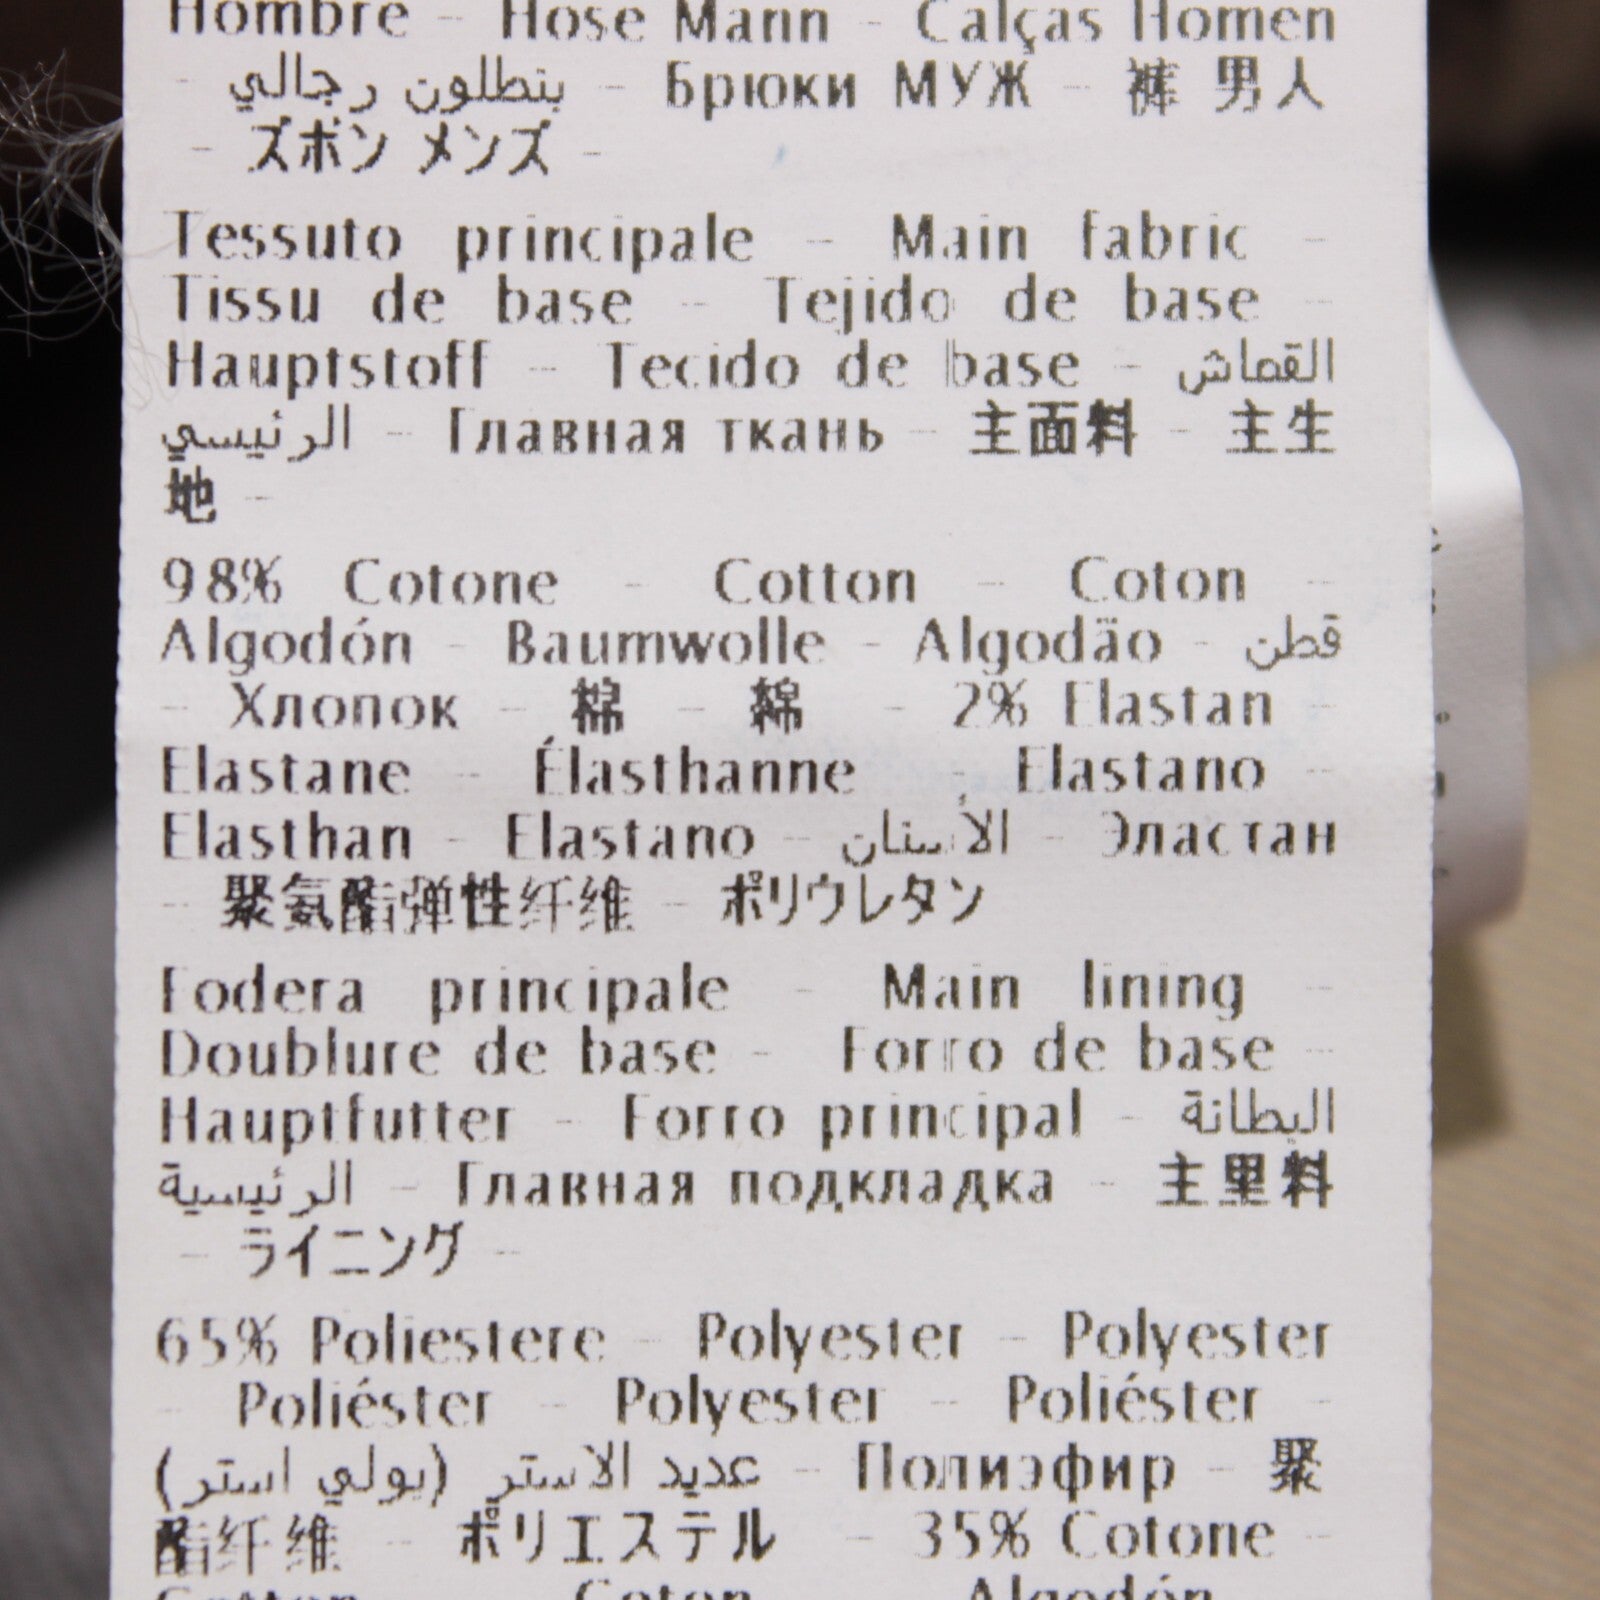 Hombre - Hose Mann - Calças Homen
- بنطلون رجالي - Брюки МУЖ - 裤 男人
- ズボン メンズ -
Tessuto principale - Main fabric -
Tissu de base - Tejido de base -
Hauptstoff - Tecido de base - القماش
الرئيسي - Главная ткань - 主面料 - 主生
地 -
98% Cotone - Cotton - Coton -
Algodón - Baumwolle - Algodão - قطن
- Хлопок - 棉 - 綿 - 2% Elastan -
Elastane - Élasthanne - Elastano -
Elasthan - Elastano - الأستان - Эластан
- 聚氨酯弹性纤维 - ポリウレタン
Fodera principale - Main lining -
Doublure de base - Forro de base -
Hauptfutter - Forro principal - البطانة
الرئيسية - Главная подкладка - 主里料
- ライニング -
65% Poliestere - Polyester - Polyester
- Poliéster - Polyester - Poliéster -
عديد الاستر (بولي استر) - Полиэфир - 聚
酯纤维 - ポリエステル - 35% Cotone -
Cotton Coton Algodón